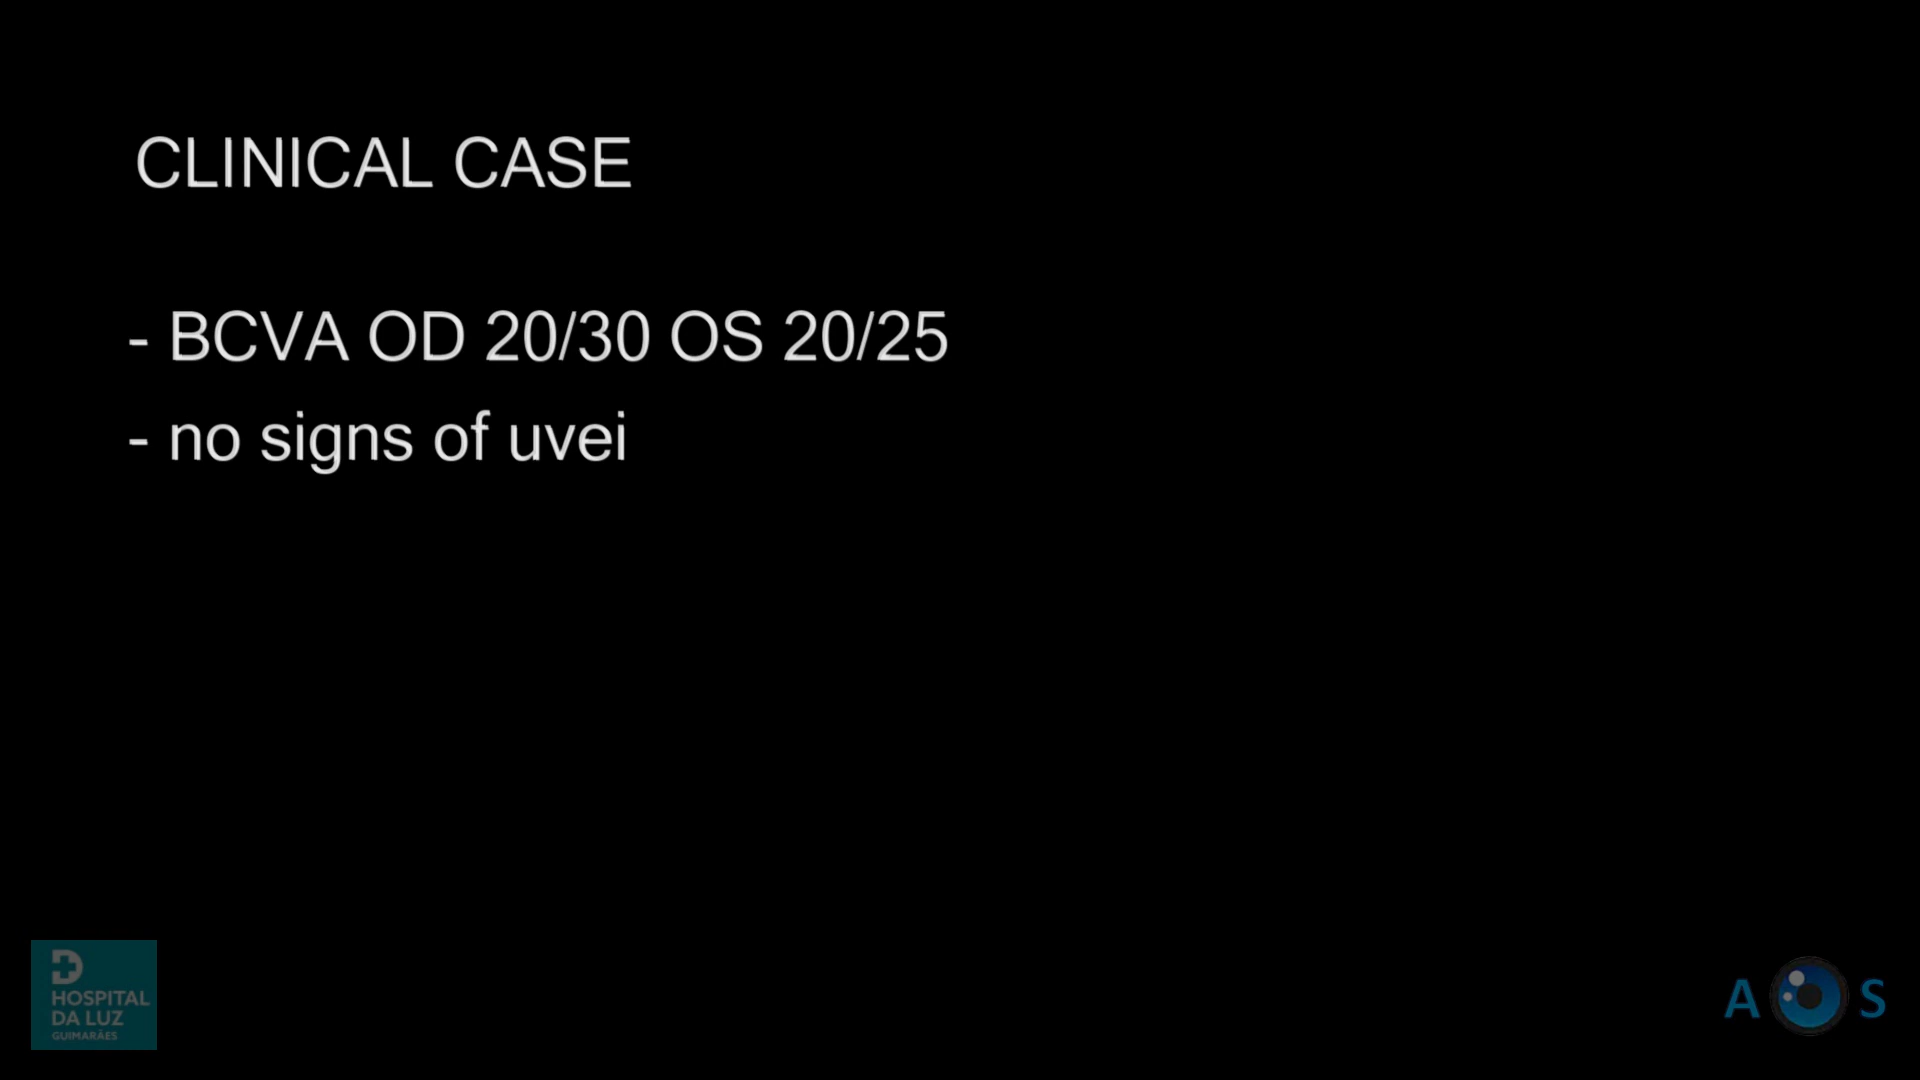 CLINICAL CASE
- BCVA OD 20/30 OS 20/25
- no signs of uvei
HOSPITAL
DA LUZ
GUIMARÃES
A S